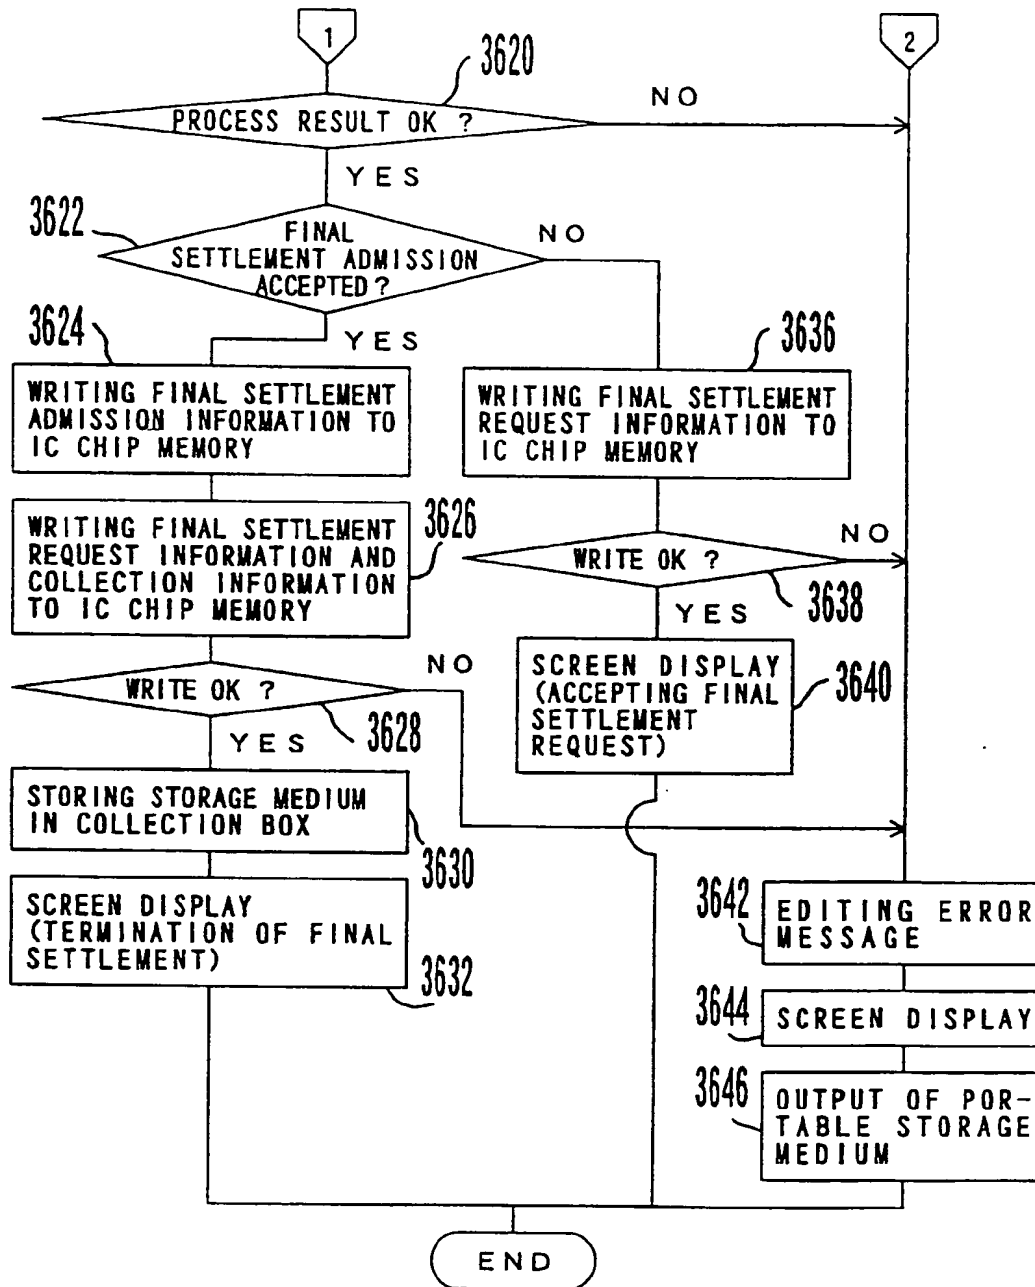 1
2
3620
PROCESS RESULT OK ?
NO
YES
3622
FINAL
SETTLEMENT ADMISSION
ACCEPTED ?
NO
YES
3624
WRITING FINAL SETTLEMENT
ADMISSION INFORMATION TO
IC CHIP MEMORY
3636
WRITING FINAL SETTLEMENT
REQUEST INFORMATION TO
IC CHIP MEMORY
WRITING FINAL SETTLEMENT
REQUEST INFORMATION AND
COLLECTION INFORMATION
TO IC CHIP MEMORY
3626
WRITE OK ?
NO
3638
YES
WRITE OK ?
NO
3628
YES
SCREEN DISPLAY
(ACCEPTING FINAL
SETTLEMENT
REQUEST)
3640
STORING STORAGE MEDIUM
IN COLLECTION BOX
3630
SCREEN DISPLAY
(TERMINATION OF FINAL
SETTLEMENT)
3632
3642
EDITING ERROR
MESSAGE
3644
SCREEN DISPLAY
3646
OUTPUT OF POR-
TABLE STORAGE
MEDIUM
END